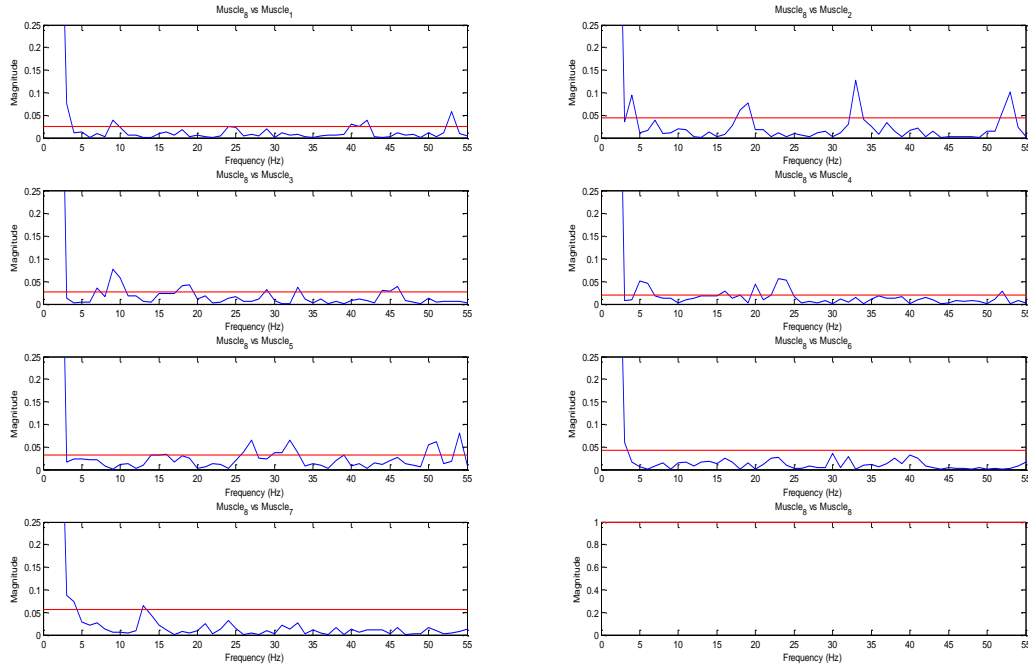 Muscle8 vs Muscle1
Magnitude
0.25
0.2
0.15
0.1
0.05
0
0 5 10 15 20 25 30 35 40 45 50 55
Frequency (Hz)
Muscle8 vs Muscle2
Magnitude
0.25
0.2
0.15
0.1
0.05
0
0 5 10 15 20 25 30 35 40 45 50 55
Frequency (Hz)
Muscle8 vs Muscle3
Magnitude
0.25
0.2
0.15
0.1
0.05
0
0 5 10 15 20 25 30 35 40 45 50 55
Frequency (Hz)
Muscle8 vs Muscle4
Magnitude
0.25
0.2
0.15
0.1
0.05
0
0 5 10 15 20 25 30 35 40 45 50 55
Frequency (Hz)
Muscle8 vs Muscle5
Magnitude
0.25
0.2
0.15
0.1
0.05
0
0 5 10 15 20 25 30 35 40 45 50 55
Frequency (Hz)
Muscle8 vs Muscle6
Magnitude
0.25
0.2
0.15
0.1
0.05
0
0 5 10 15 20 25 30 35 40 45 50 55
Frequency (Hz)
Muscle8 vs Muscle7
Magnitude
0.25
0.2
0.15
0.1
0.05
0
0 5 10 15 20 25 30 35 40 45 50 55
Frequency (Hz)
Muscle8 vs Muscle8
Magnitude
1
0.8
0.6
0.4
0.2
0
0 5 10 15 20 25 30 35 40 45 50 55
Frequency (Hz)